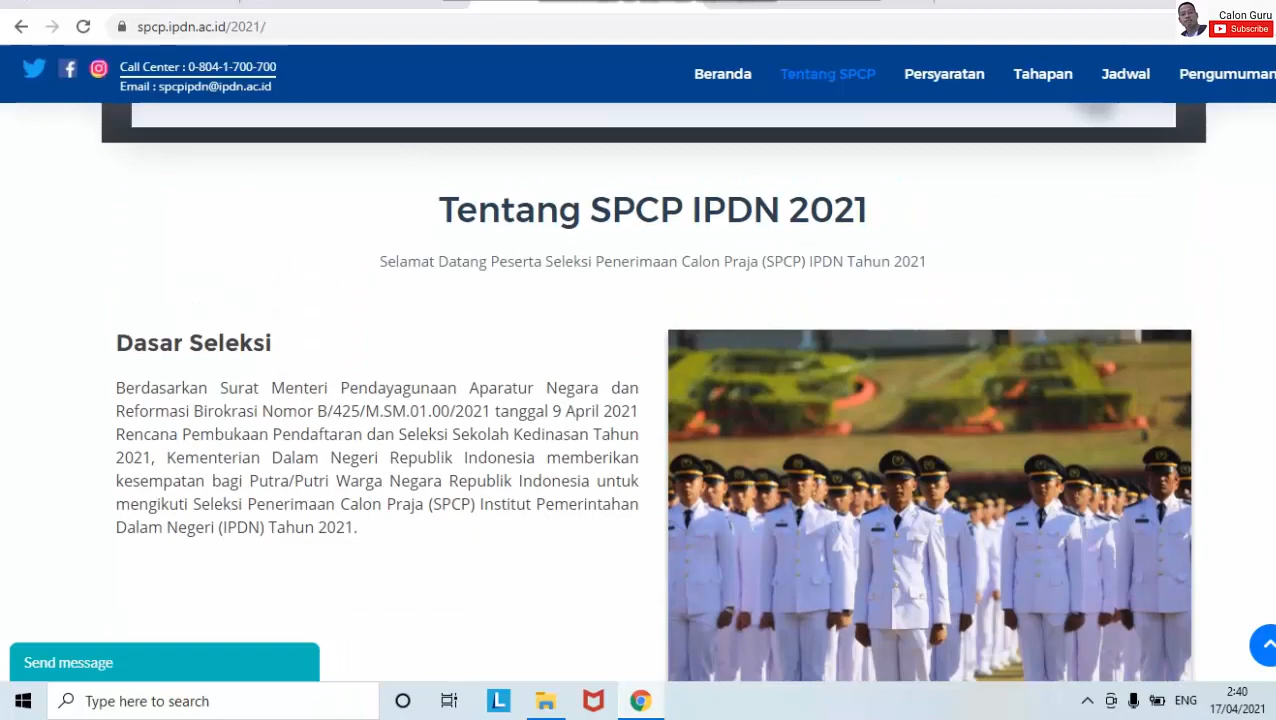 spcp.ipdn.ac.id/2021/
Calon Guru
Subscribe
Call Center : 0-804-1-700-700
Email : spcpipdn@ipdn.ac.id
Beranda
Tentang SPCP
Persyaratan
Tahapan
Jadwal
Pengumuman
Tentang SPCP IPDN 2021
Selamat Datang Peserta Seleksi Penerimaan Calon Praja (SPCP) IPDN Tahun 2021
Dasar Seleksi
Berdasarkan Surat Menteri Pendayagunaan Aparatur Negara dan
Reformasi Birokrasi Nomor B/425/M.SM.01.00/2021 tanggal 9 April 2021
Rencana Pembukaan Pendaftaran dan Seleksi Sekolah Kedinasan Tahun
2021, Kementerian Dalam Negeri Republik Indonesia memberikan
kesempatan bagi Putra/Putri Warga Negara Republik Indonesia untuk
mengikuti Seleksi Penerimaan Calon Praja (SPCP) Institut Pemerintahan
Dalam Negeri (IPDN) Tahun 2021.
Send message
Type here to search
L
ENG
2:40
17/04/2021